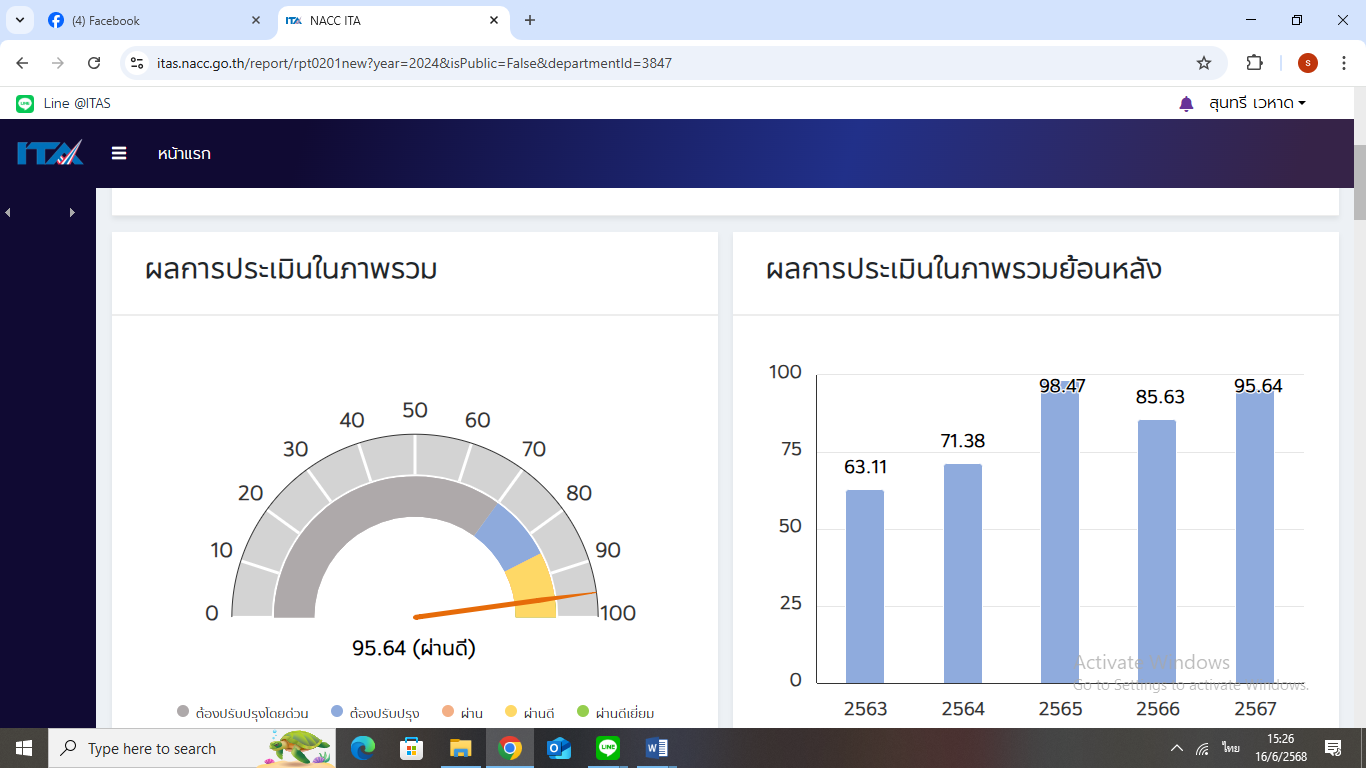 (4) Facebook
NACC ITA
itas.nacc.go.th/report/rpt0201new?year=2024&isPublic=False&departmentId=3847
s
Line @ITAS
สุนทรี เวหาด
ITA
หน้าแรก
ผลการประเมินในภาพรวม
0
10
20
30
40
50
60
70
80
90
100
95.64 (ผ่านดี)
ต้องปรับปรุงโดยด่วน ต้องปรับปรุง ผ่าน ผ่านดี ผ่านดีเยี่ยม
ผลการประเมินในภาพรวมย้อนหลัง
100
75
50
25
0
63.11
71.38
98.47
85.63
95.64
2563 2564 2565 2566 2567
Activate Windows
Go to Settings to activate Windows.
Type here to search
ไทย
15:26
16/6/2568